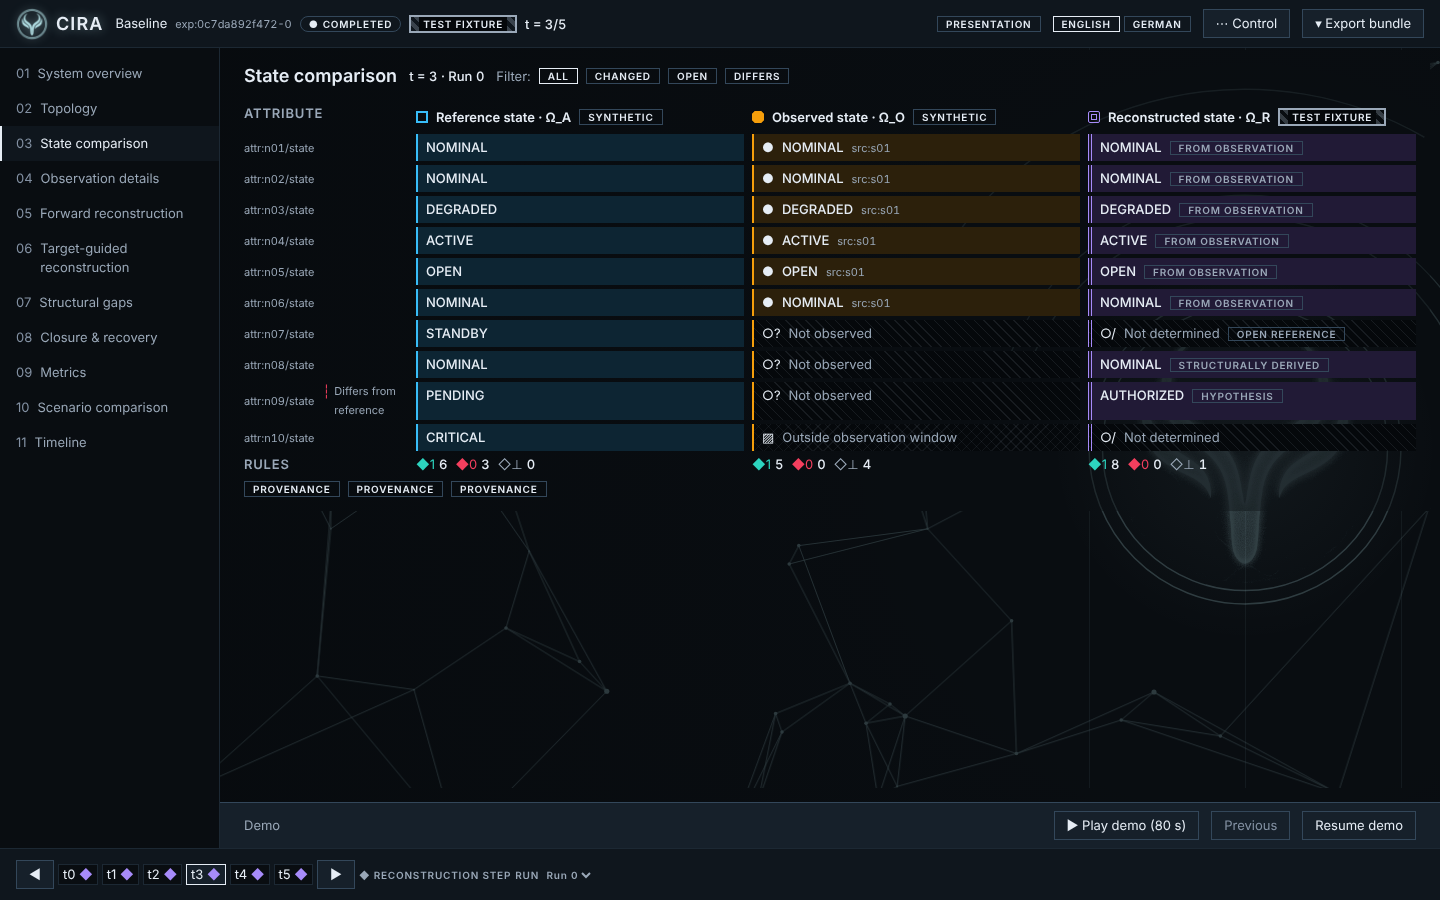 CIRA Baseline exp:0c7da892f472-0 COMPLETED TEST FIXTURE t = 3/5 PRESENTATION ENGLISH GERMAN ··· Control ▾ Export bundle
01 System overview
02 Topology
03 State comparison
04 Observation details
05 Forward reconstruction
06 Target-guided
reconstruction
07 Structural gaps
08 Closure & recovery
09 Metrics
10 Scenario comparison
11 Timeline
State comparison t = 3 · Run 0 Filter: ALL CHANGED OPEN DIFFERS
ATTRIBUTE Reference state · Ω_A SYNTHETIC Observed state · Ω_O SYNTHETIC Reconstructed state · Ω_R TEST FIXTURE
attr:n01/state NOMINAL ● NOMINAL src:s01 NOMINAL FROM OBSERVATION
attr:n02/state NOMINAL ● NOMINAL src:s01 NOMINAL FROM OBSERVATION
attr:n03/state DEGRADED ● DEGRADED src:s01 DEGRADED FROM OBSERVATION
attr:n04/state ACTIVE ● ACTIVE src:s01 ACTIVE FROM OBSERVATION
attr:n05/state OPEN ● OPEN src:s01 OPEN FROM OBSERVATION
attr:n06/state NOMINAL ● NOMINAL src:s01 NOMINAL FROM OBSERVATION
attr:n07/state STANDBY ○? Not observed ○/ Not determined OPEN REFERENCE
attr:n08/state NOMINAL ○? Not observed NOMINAL STRUCTURALLY DERIVED
attr:n09/state Differs from reference PENDING ○? Not observed AUTHORIZED HYPOTHESIS
attr:n10/state CRITICAL ▨ Outside observation window ○/ Not determined
RULES ◆1 6 ◆0 3 ◇⊥ 0 ◆1 5 ◆0 0 ◇⊥ 4 ◆1 8 ◆0 0 ◇⊥ 1
PROVENANCE PROVENANCE PROVENANCE
Demo ▶ Play demo (80 s) Previous Resume demo
◀ t0 ◆ t1 ◆ t2 ◆ t3 ◆ t4 ◆ t5 ◆ ▶ ◆ RECONSTRUCTION STEP RUN Run 0